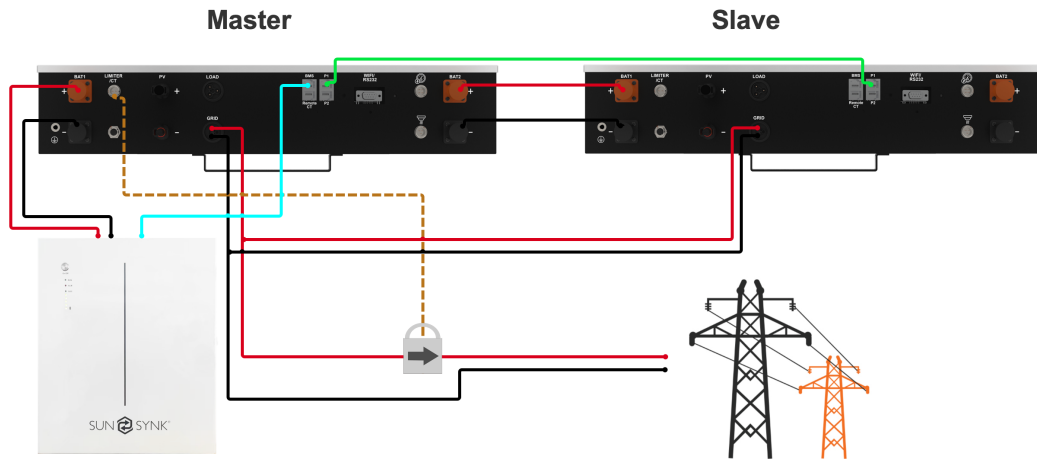 Master
Slave
BAT1
LIMITER
/CT
PV
LOAD
BMS
P1
WIFI/
RS232
BAT2
Remote
CT
P2
GRID
+
-
+
-
+
-
BAT1
LIMITER
/CT
PV
LOAD
BMS
P1
WIFI/
RS232
BAT2
Remote
CT
P2
GRID
+
-
+
-
+
-
SUN SYNK™